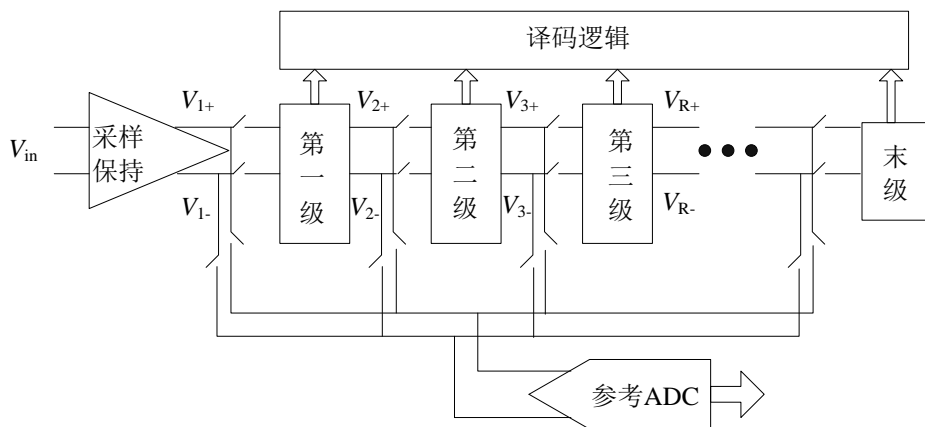 译码逻辑
V1+
V2+
V3+
VR+
Vin
采样
保持
第一级
第二级
第三级
末级
V1-
V2-
V3-
VR-
参考ADC